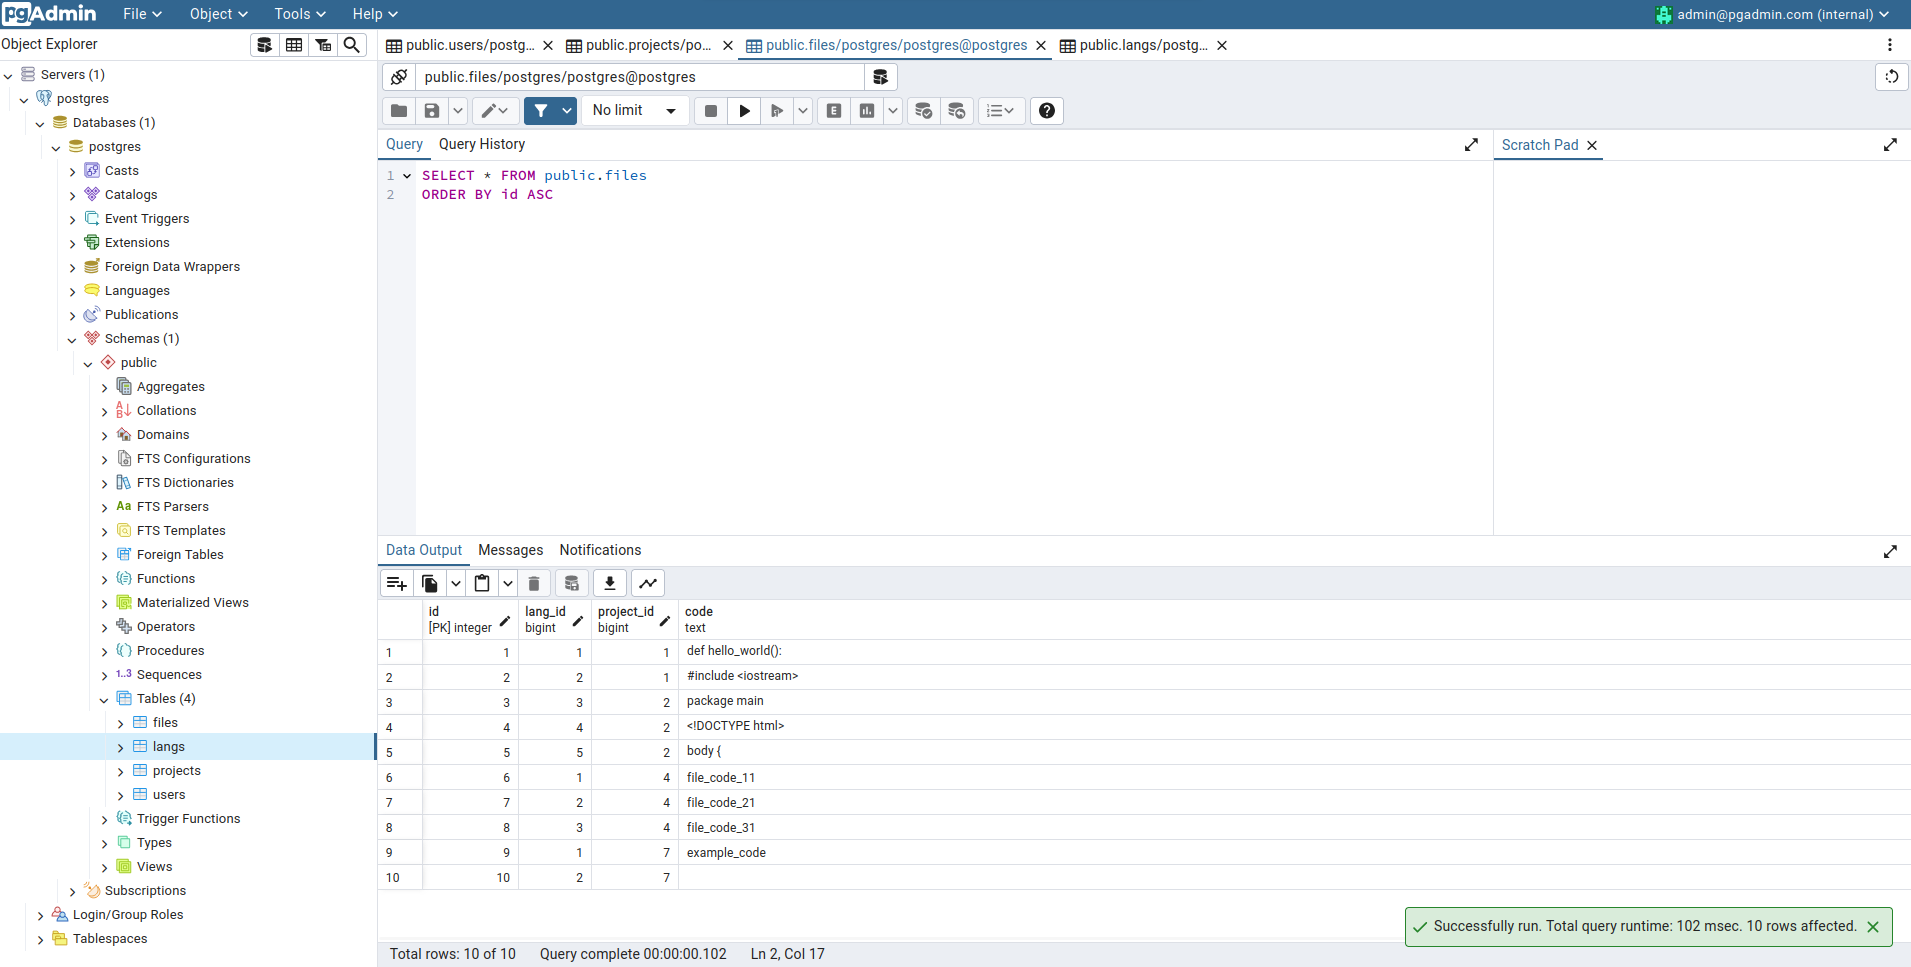 pgAdmin File Object Tools Help admin@pgadmin.com (internal)
Object Explorer
Servers (1)
postgres
Databases (1)
postgres
Casts
Catalogs
Event Triggers
Extensions
Foreign Data Wrappers
Languages
Publications
Schemas (1)
public
Aggregates
Collations
Domains
FTS Configurations
FTS Dictionaries
Aa FTS Parsers
FTS Templates
Foreign Tables
Functions
Materialized Views
Operators
Procedures
1..3 Sequences
Tables (4)
files
langs
projects
users
Trigger Functions
Types
Views
Subscriptions
Login/Group Roles
Tablespaces
public.users/postg... public.projects/po... public.files/postgres/postgres@postgres public.langs/postg...
public.files/postgres/postgres@postgres
No limit E
Query Query History Scratch Pad
1 SELECT * FROM public.files
2 ORDER BY id ASC
Data Output Messages Notifications
id lang_id project_id code
[PK] integer bigint bigint text
1 1 1 1 def hello_world():
2 2 2 1 #include <iostream>
3 3 3 2 package main
4 4 4 2 <!DOCTYPE html>
5 5 5 2 body {
6 6 1 4 file_code_11
7 7 2 4 file_code_21
8 8 3 4 file_code_31
9 9 1 7 example_code
10 10 2 7
Successfully run. Total query runtime: 102 msec. 10 rows affected.
Total rows: 10 of 10 Query complete 00:00:00.102 Ln 2, Col 17